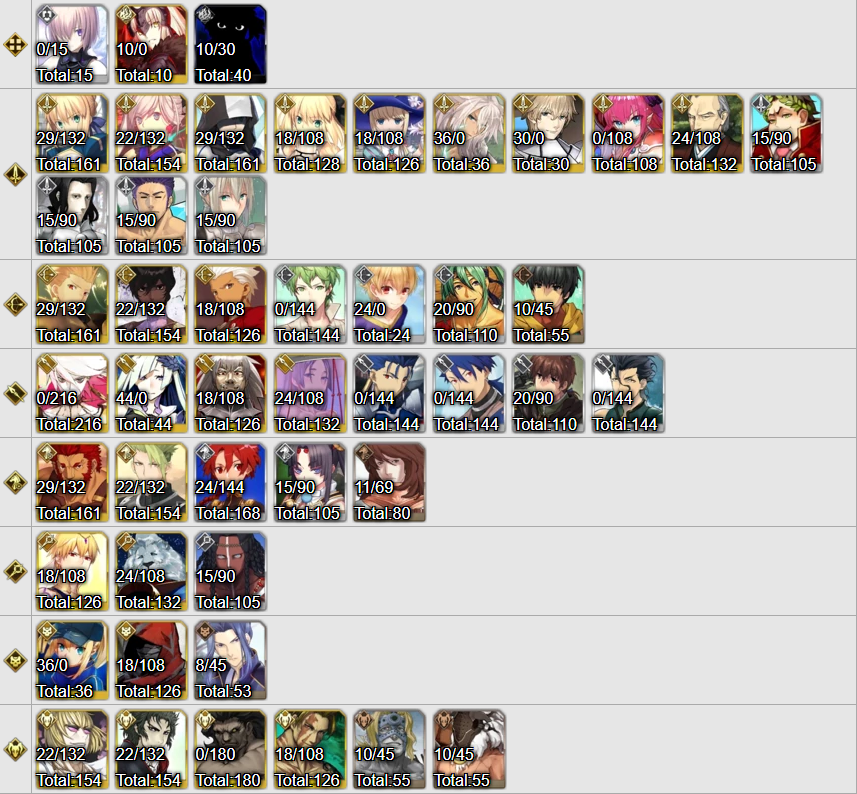 0/15 10/0 10/30
Total:15 Total:10 Total:40
29/132 22/132 29/132 18/108 18/108 36/0 30/0 0/108 24/108 15/90
Total:161 Total:154 Total:161 Total:128 Total:126 Total:36 Total:30 Total:108 Total:132 Total:105
15/90 15/90 15/90
Total:105 Total:105 Total:105
29/132 22/132 18/108 0/144 24/0 20/90 10/45
Total:161 Total:154 Total:126 Total:144 Total:24 Total:110 Total:55
0/216 44/0 18/108 24/108 0/144 0/144 20/90 0/144
Total:216 Total:44 Total:126 Total:132 Total:144 Total:144 Total:110 Total:144
29/132 22/132 24/144 15/90 11/69
Total:161 Total:154 Total:168 Total:105 Total:80
18/108 24/108 15/90
Total:126 Total:132 Total:105
36/0 18/108 8/45
Total:36 Total:126 Total:53
22/132 22/132 0/180 18/108 10/45 10/45
Total:154 Total:154 Total:180 Total:126 Total:55 Total:55